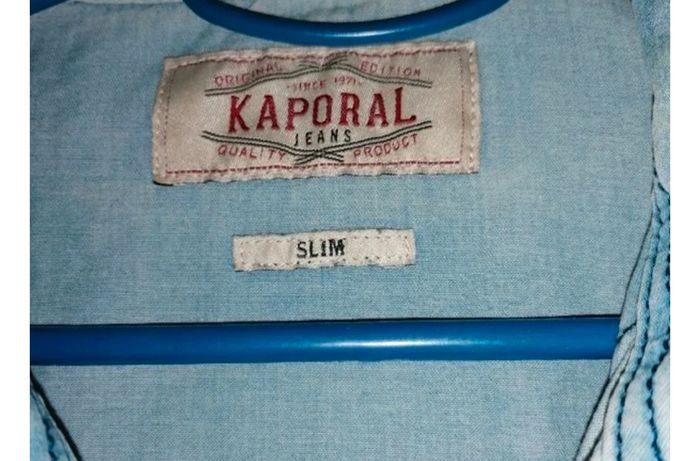 ORIGINAL EDITION
SINCE 1971
KAPORAL
JEANS
QUALITY PRODUCT
SLIM